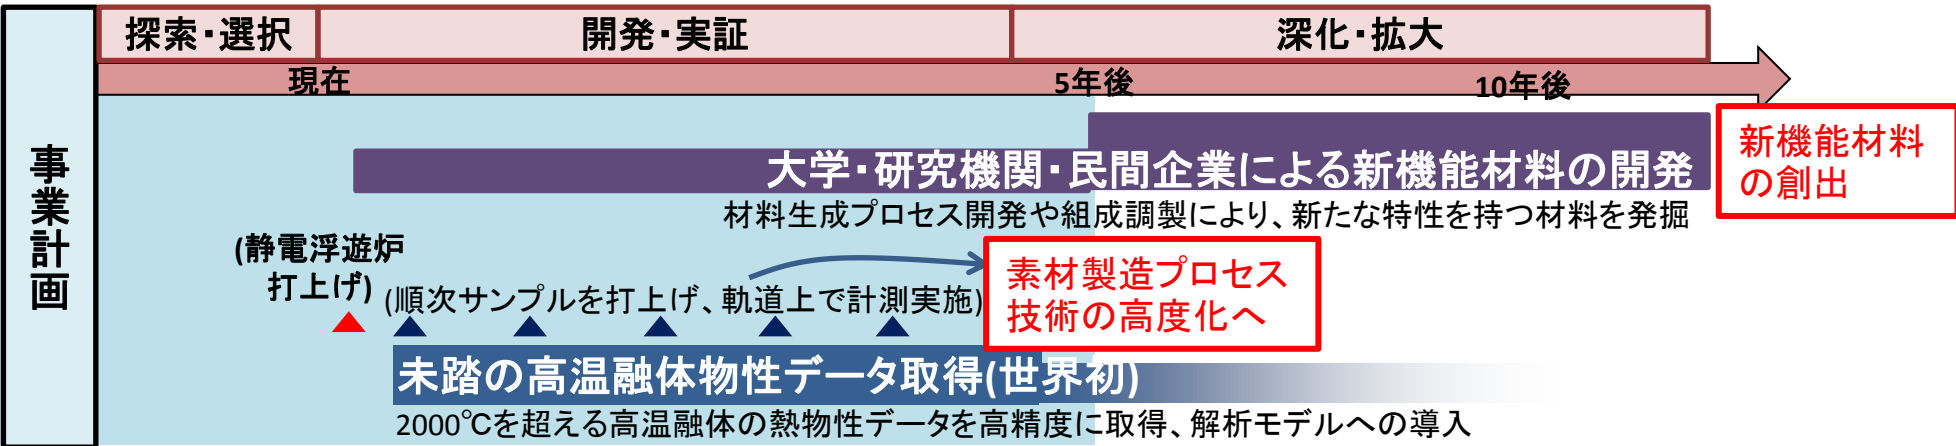 探索・選択
開発・実証
深化・拡大
現在
5年後
10年後
事業計画
大学・研究機関・民間企業による新機能材料の開発
新機能材料
の創出
材料生成プロセス開発や組成調製により、新たな特性を持つ材料を発掘
(静電浮遊炉
打上げ)
(順次サンプルを打上げ、軌道上で計測実施)
素材製造プロセス
技術の高度化へ
未踏の高温融体物性データ取得(世界初)
2000℃を超える高温融体の熱物性データを高精度に取得、解析モデルへの導入